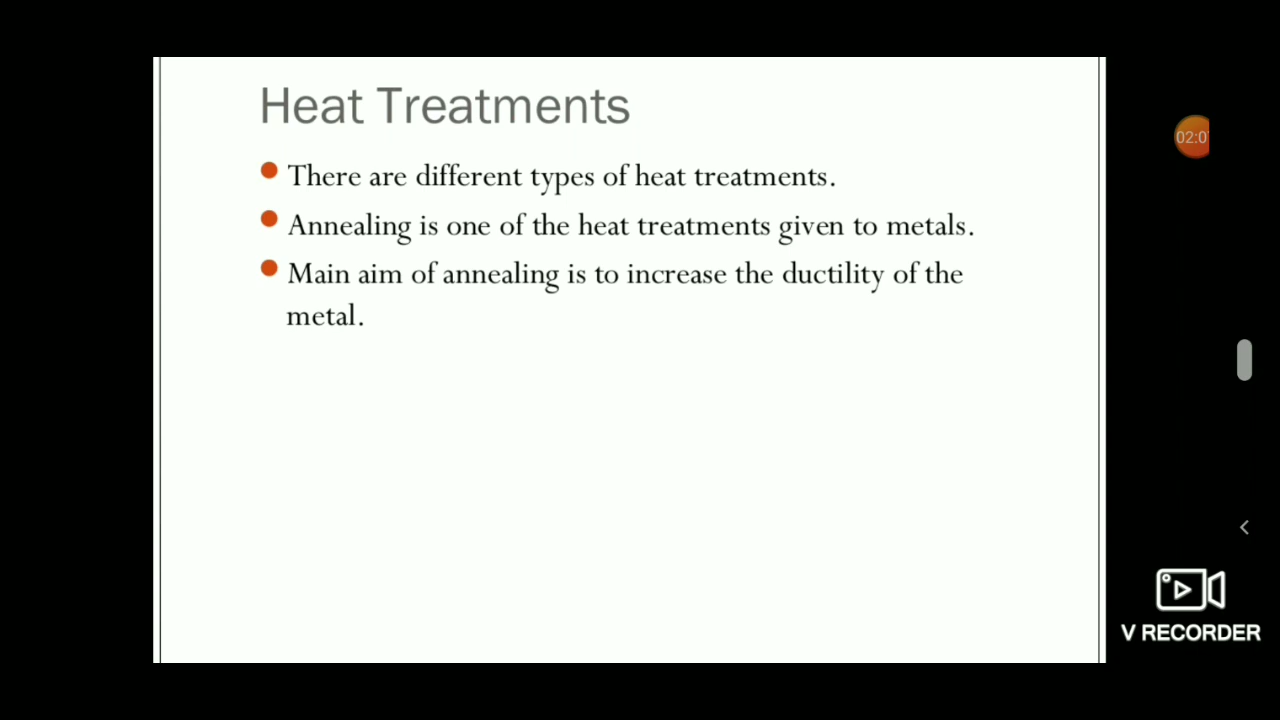 Heat Treatments
There are different types of heat treatments.
Annealing is one of the heat treatments given to metals.
Main aim of annealing is to increase the ductility of the
metal.
V RECORDER